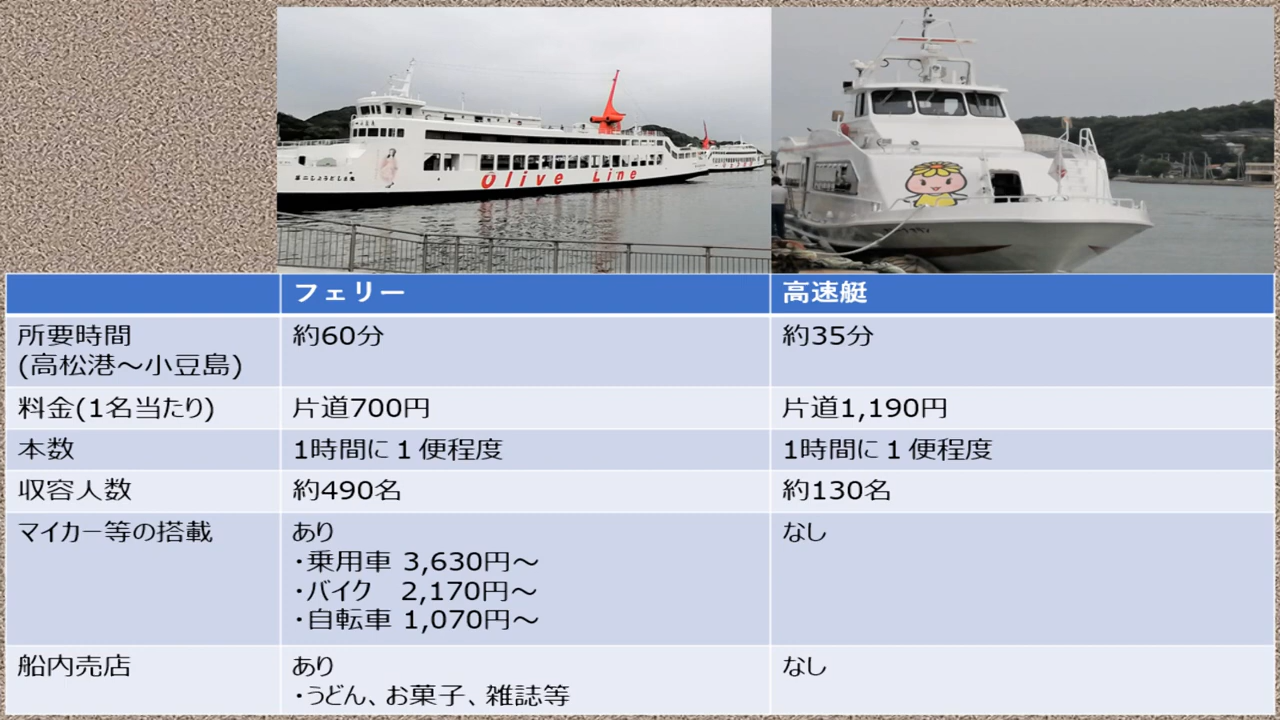 Olive Line
フェリー
高速艇
所要時間
(高松港～小豆島)
約60分
約35分
料金(1名当たり)
片道700円
片道1,190円
本数
1時間に１便程度
1時間に１便程度
収容人数
約490名
約130名
マイカー等の搭載
あり
・乗用車 3,630円～
・バイク　2,170円～
・自転車 1,070円～
なし
船内売店
あり
・うどん、お菓子、雑誌等
なし